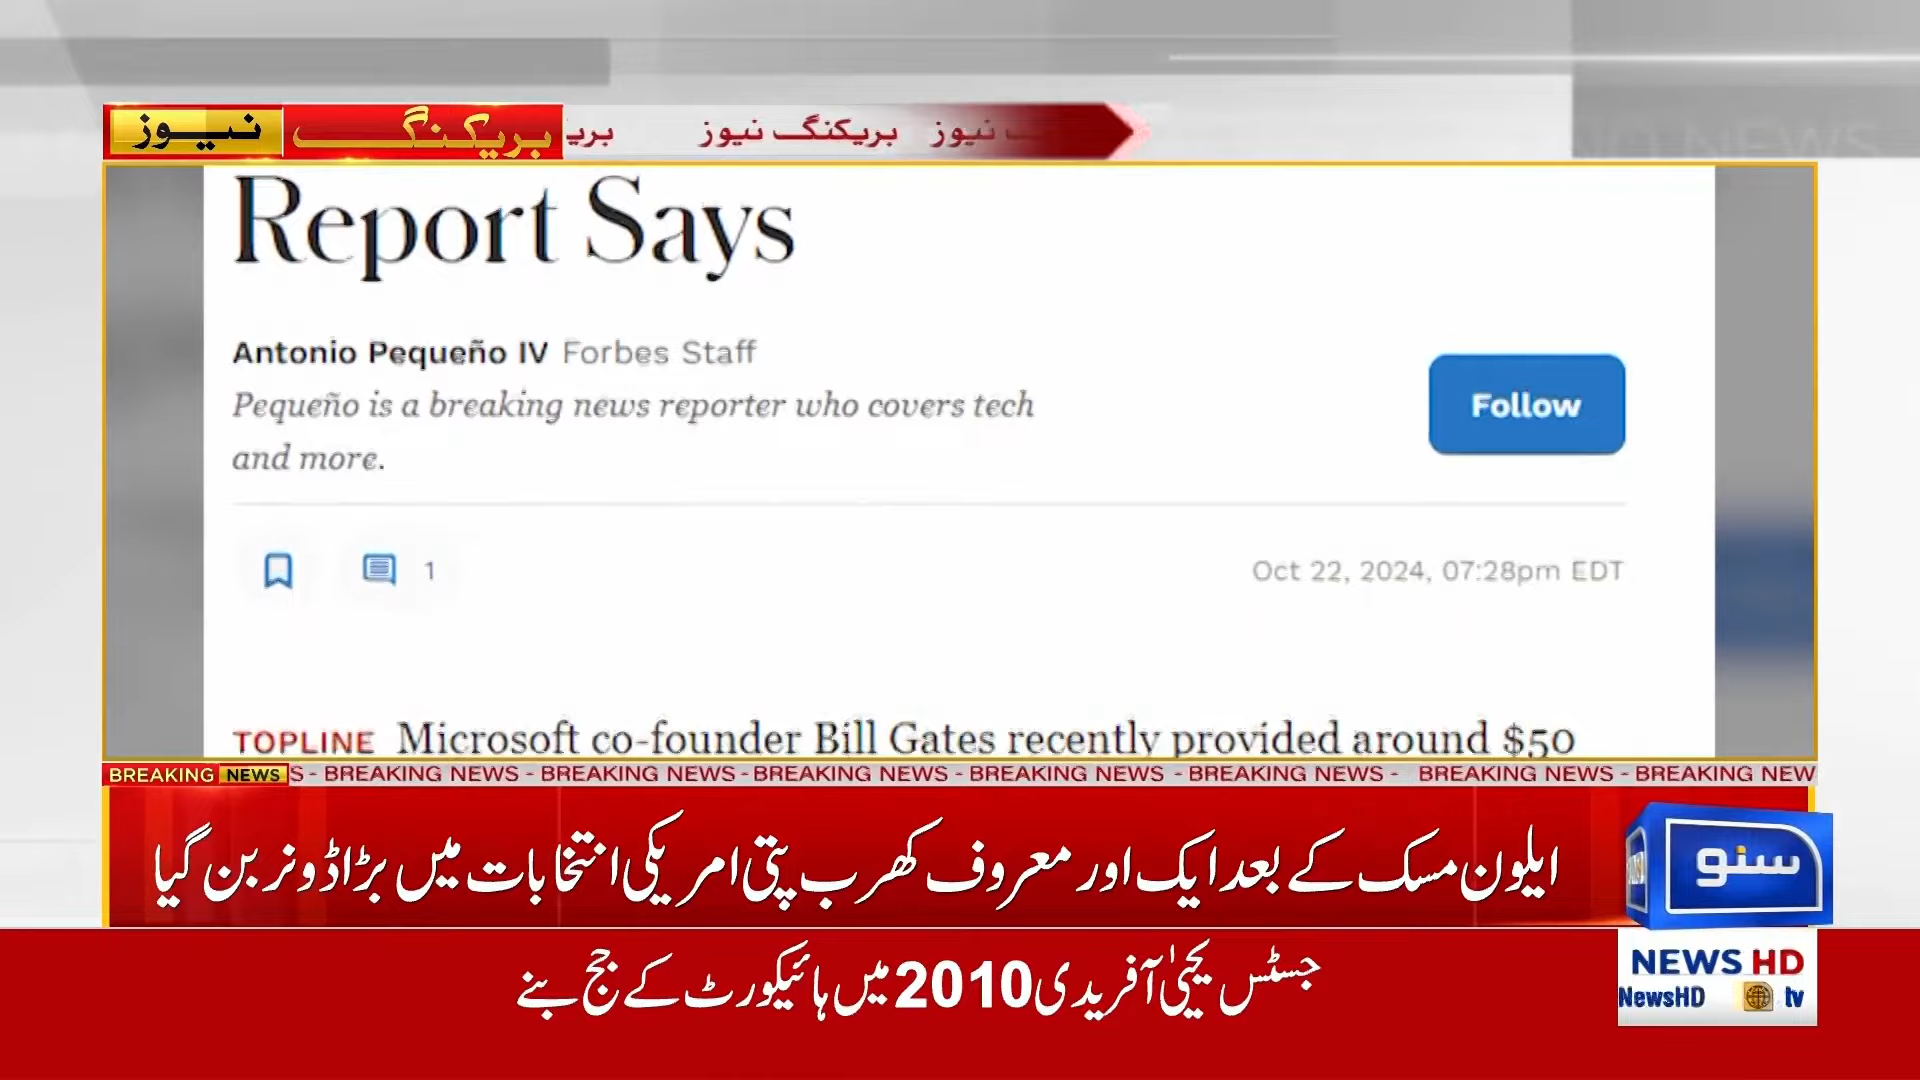 نیوز بریکنگ بریکنگ نیوز نیوز
NO NEWS
Report Says
Antonio Pequeño IV Forbes Staff
Pequeño is a breaking news reporter who covers tech
and more.
Follow
1
Oct 22, 2024, 07:28pm EDT
TOPLINE Microsoft co-founder Bill Gates recently provided around $50
BREAKING NEWS S - BREAKING NEWS - BREAKING NEWS - BREAKING NEWS - BREAKING NEWS - BREAKING NEWS - BREAKING NEW
ایلون مسک کے بعد ایک اور معروف کھرب پتی امریکی انتخابات میں بڑا ڈونر بن گیا
سنو
جسٹس یحییٰ آفریدی 2010 میں ہائیکورٹ کے جج بنے
NEWS HD
NewsHD tv